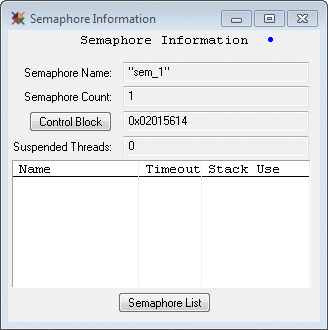 Semaphore Information
Semaphore Information
Semaphore Name: "sem_1"
Semaphore Count: 1
Control Block 0x02015614
Suspended Threads: 0
Name Timeout Stack Use
Semaphore List